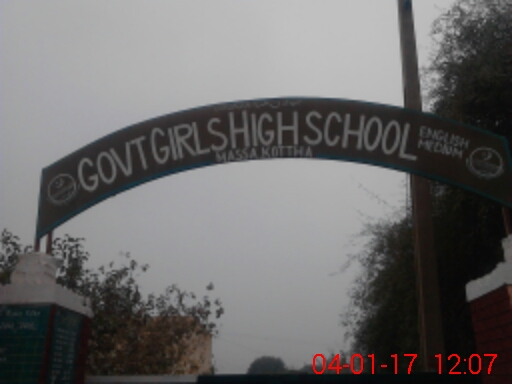 GOVT GIRLS HIGH SCHOOL
ENGLISH
MEDIUM
MASSA KOTTHA
04-01-17 12:07